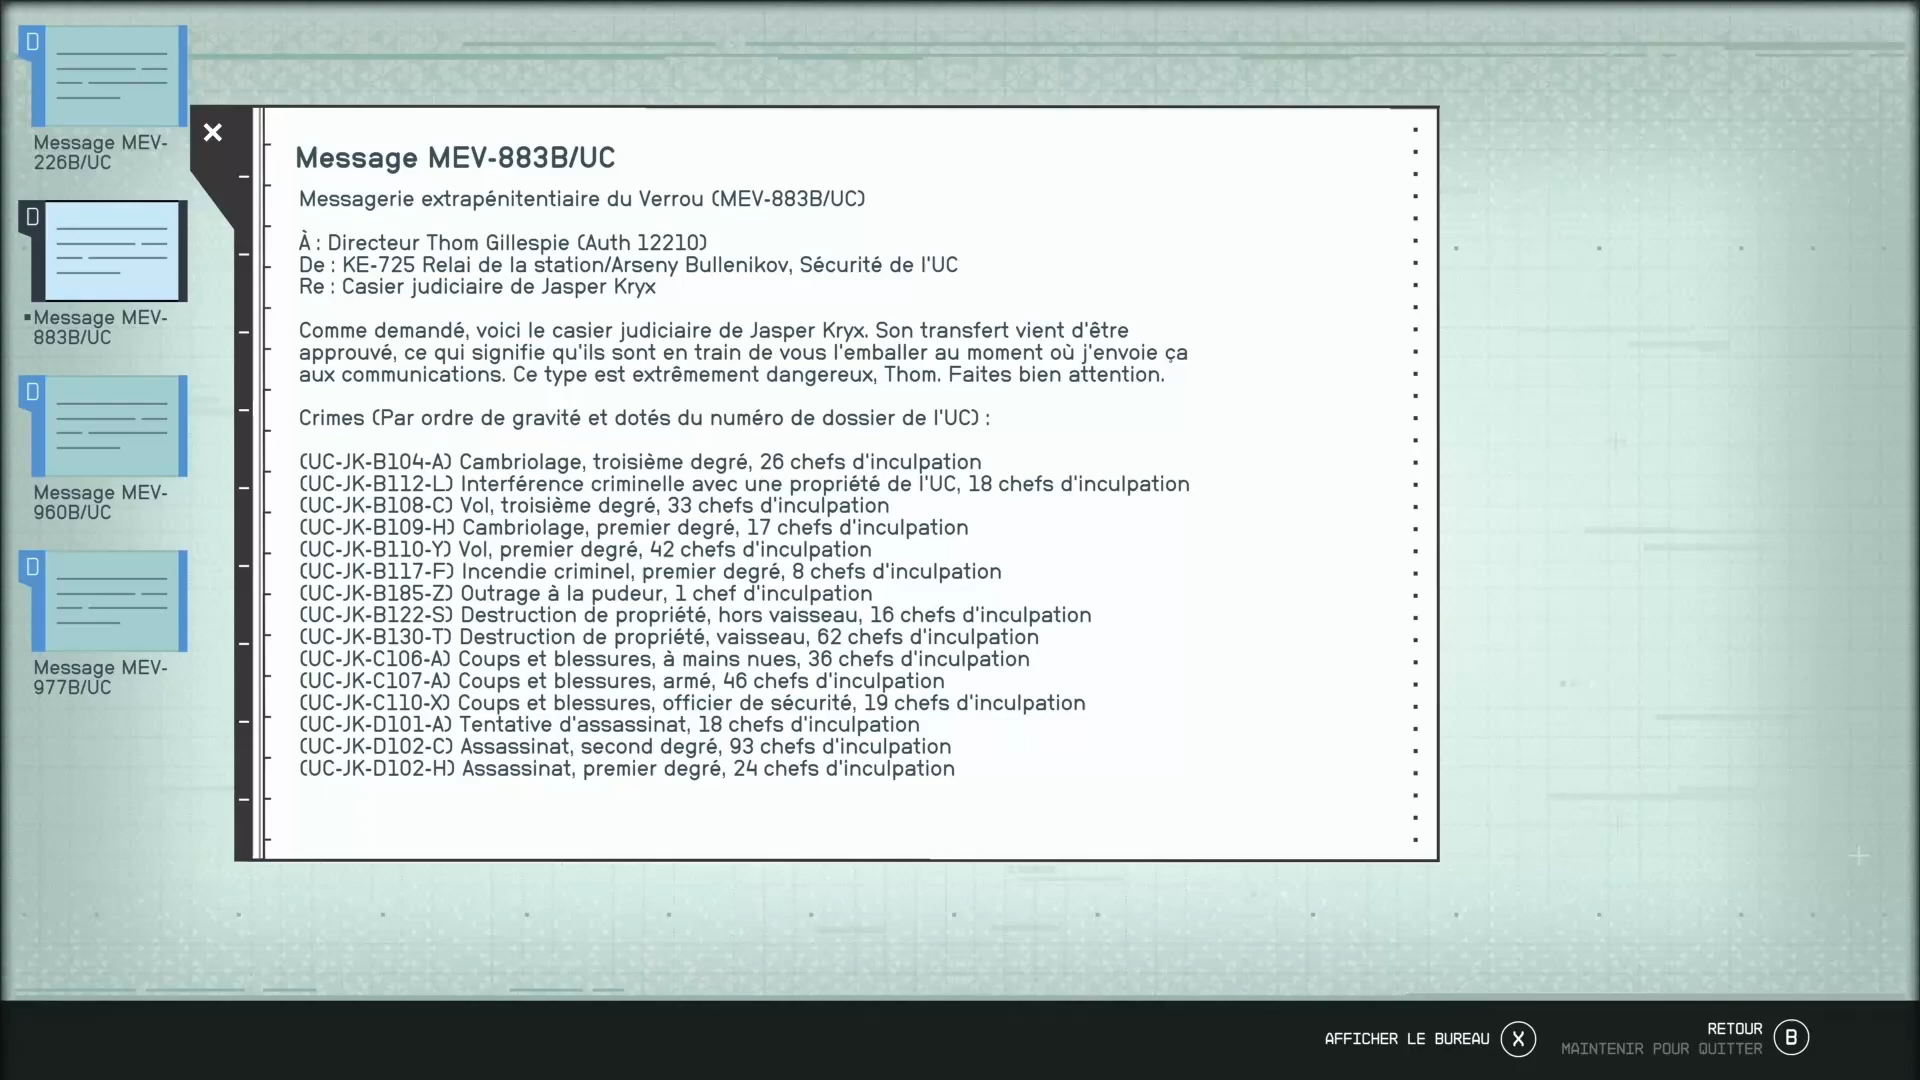 D
Message MEV-
226B/UC
D
Message MEV-
883B/UC
D
Message MEV-
960B/UC
D
Message MEV-
977B/UC
Message MEV-883B/UC
Messagerie extrapénitentiaire du Verrou (MEV-883B/UC)
À : Directeur Thom Gillespie (Auth 12210)
De : KE-725 Relai de la station/Arseny Bullenikov, Sécurité de l'UC
Re : Casier judiciaire de Jasper Kryx
Comme demandé, voici le casier judiciaire de Jasper Kryx. Son transfert vient d'être
approuvé, ce qui signifie qu'ils sont en train de vous l'emballer au moment où j'envoie ça
aux communications. Ce type est extrêmement dangereux, Thom. Faites bien attention.
Crimes (Par ordre de gravité et dotés du numéro de dossier de l'UC) :
(UC-JK-B104-A) Cambriolage, troisième degré, 26 chefs d'inculpation
(UC-JK-B112-L) Interférence criminelle avec une propriété de l'UC, 18 chefs d'inculpation
(UC-JK-B108-C) Vol, troisième degré, 33 chefs d'inculpation
(UC-JK-B109-H) Cambriolage, premier degré, 17 chefs d'inculpation
(UC-JK-B110-Y) Vol, premier degré, 42 chefs d'inculpation
(UC-JK-B117-F) Incendie criminel, premier degré, 8 chefs d'inculpation
(UC-JK-B185-Z) Outrage à la pudeur, 1 chef d'inculpation
(UC-JK-B122-S) Destruction de propriété, hors vaisseau, 16 chefs d'inculpation
(UC-JK-B130-T) Destruction de propriété, vaisseau, 62 chefs d'inculpation
(UC-JK-C106-A) Coups et blessures, à mains nues, 36 chefs d'inculpation
(UC-JK-C107-A) Coups et blessures, armé, 46 chefs d'inculpation
(UC-JK-C110-X) Coups et blessures, officier de sécurité, 19 chefs d'inculpation
(UC-JK-D101-A) Tentative d'assassinat, 18 chefs d'inculpation
(UC-JK-D102-C) Assassinat, second degré, 93 chefs d'inculpation
(UC-JK-D102-H) Assassinat, premier degré, 24 chefs d'inculpation
AFFICHER LE BUREAU X
RETOUR B
MAINTENIR POUR QUITTER